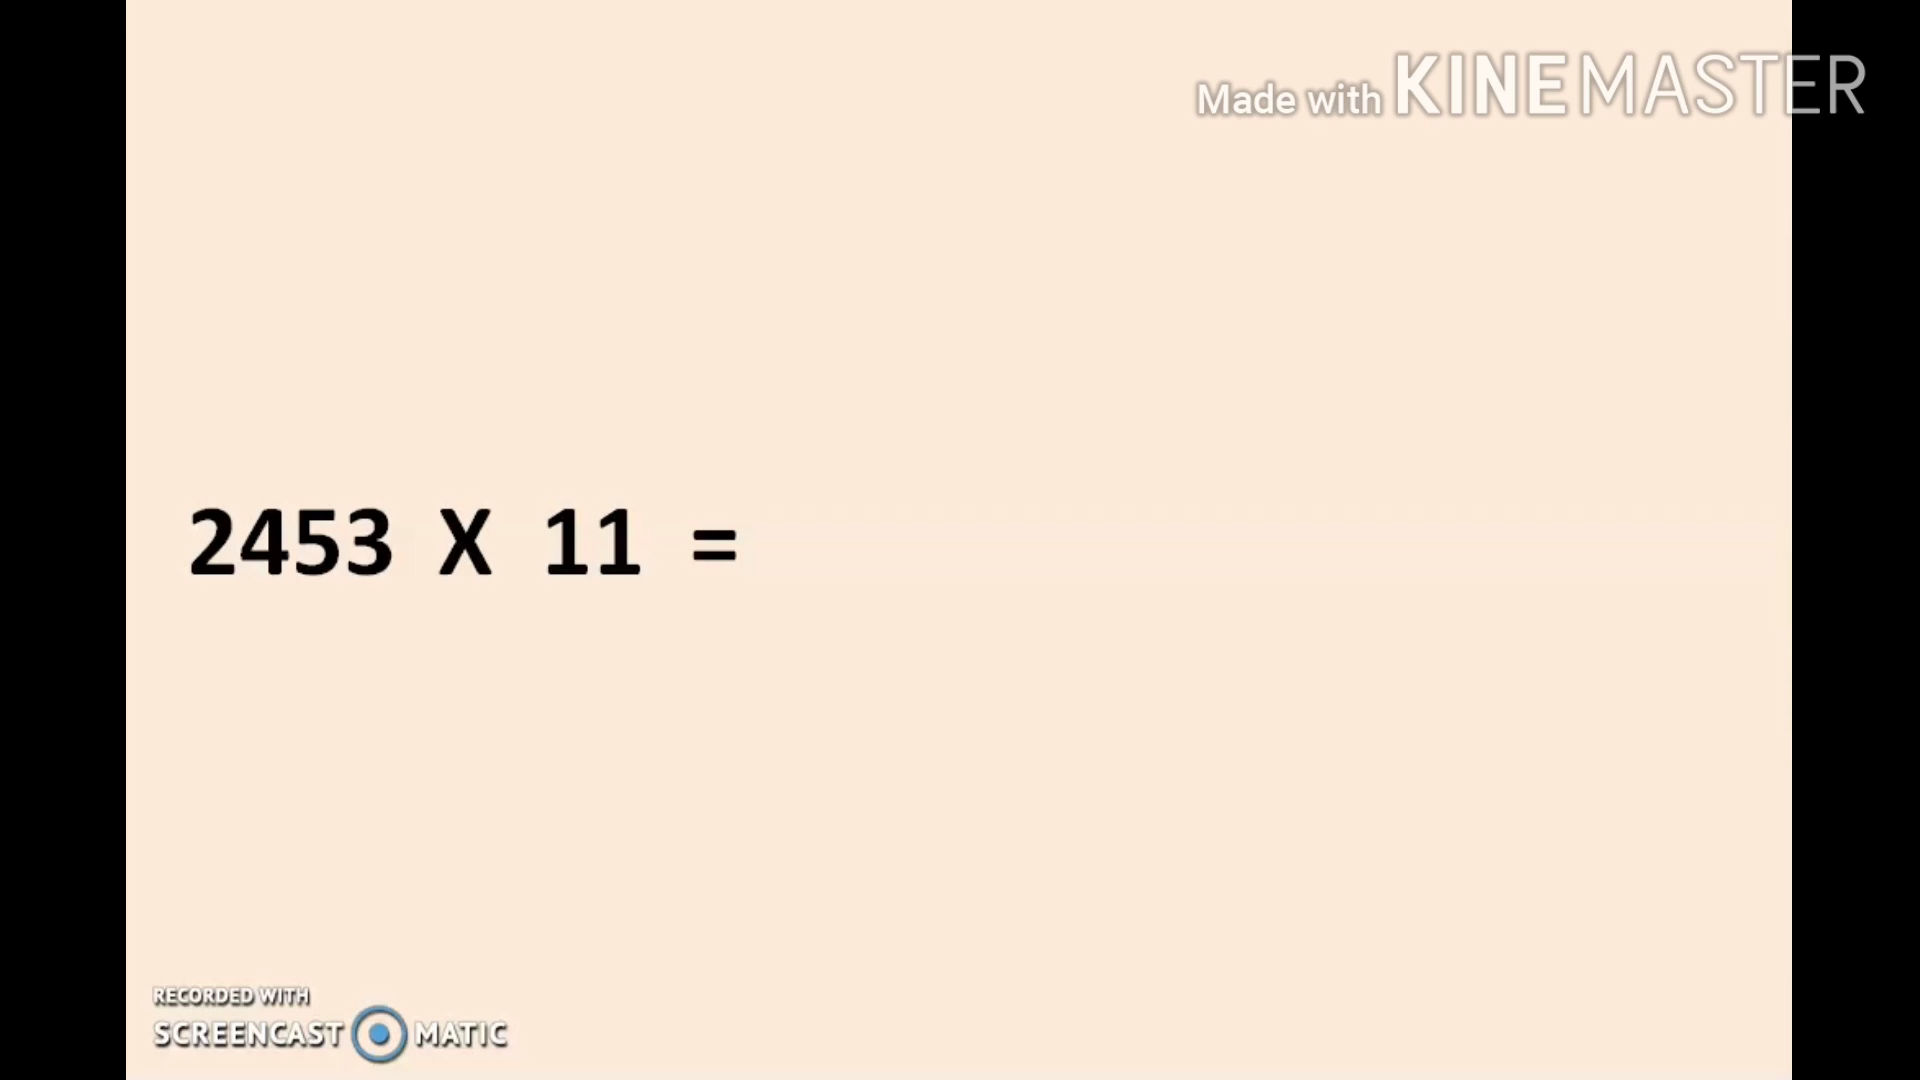 Made with KINEMASTER
2453 X 11 =
RECORDED WITH
SCREENCAST MATIC